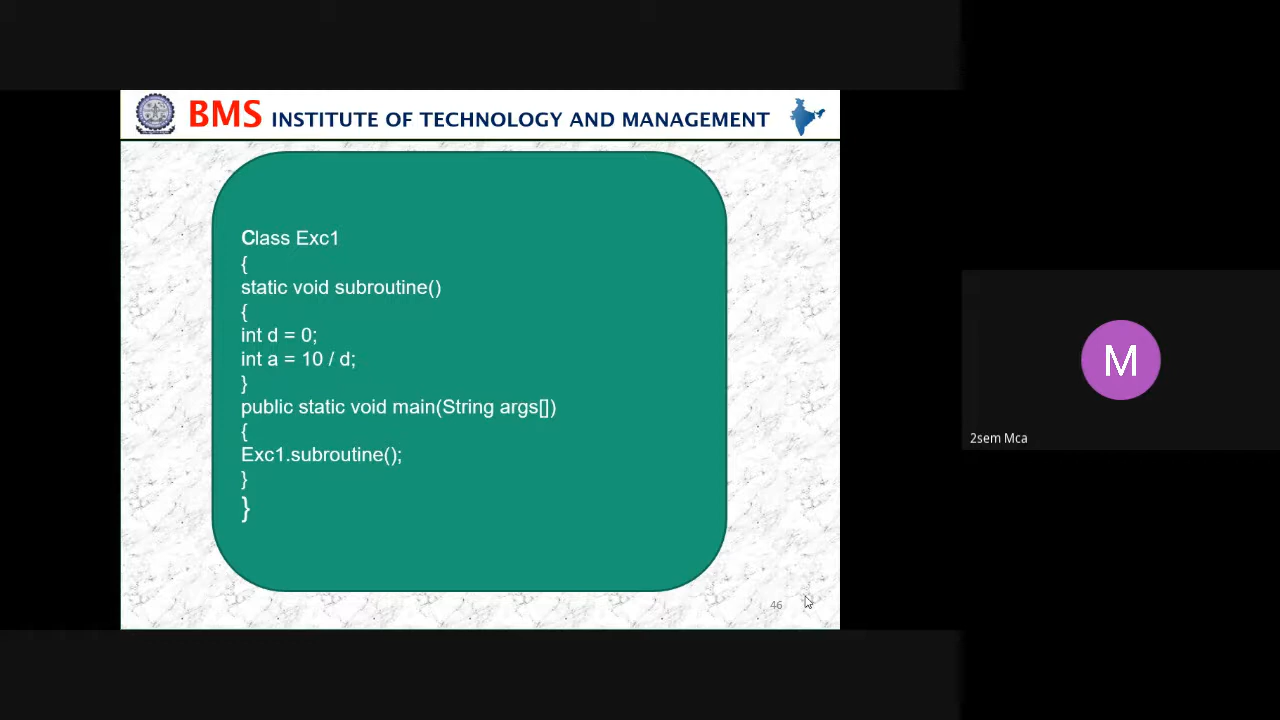 BMS INSTITUTE OF TECHNOLOGY AND MANAGEMENT
Class Exc1
{
static void subroutine()
{
int d = 0;
int a = 10 / d;
}
public static void main(String args[])
{
Exc1.subroutine();
}
}
46
M
2sem Mca